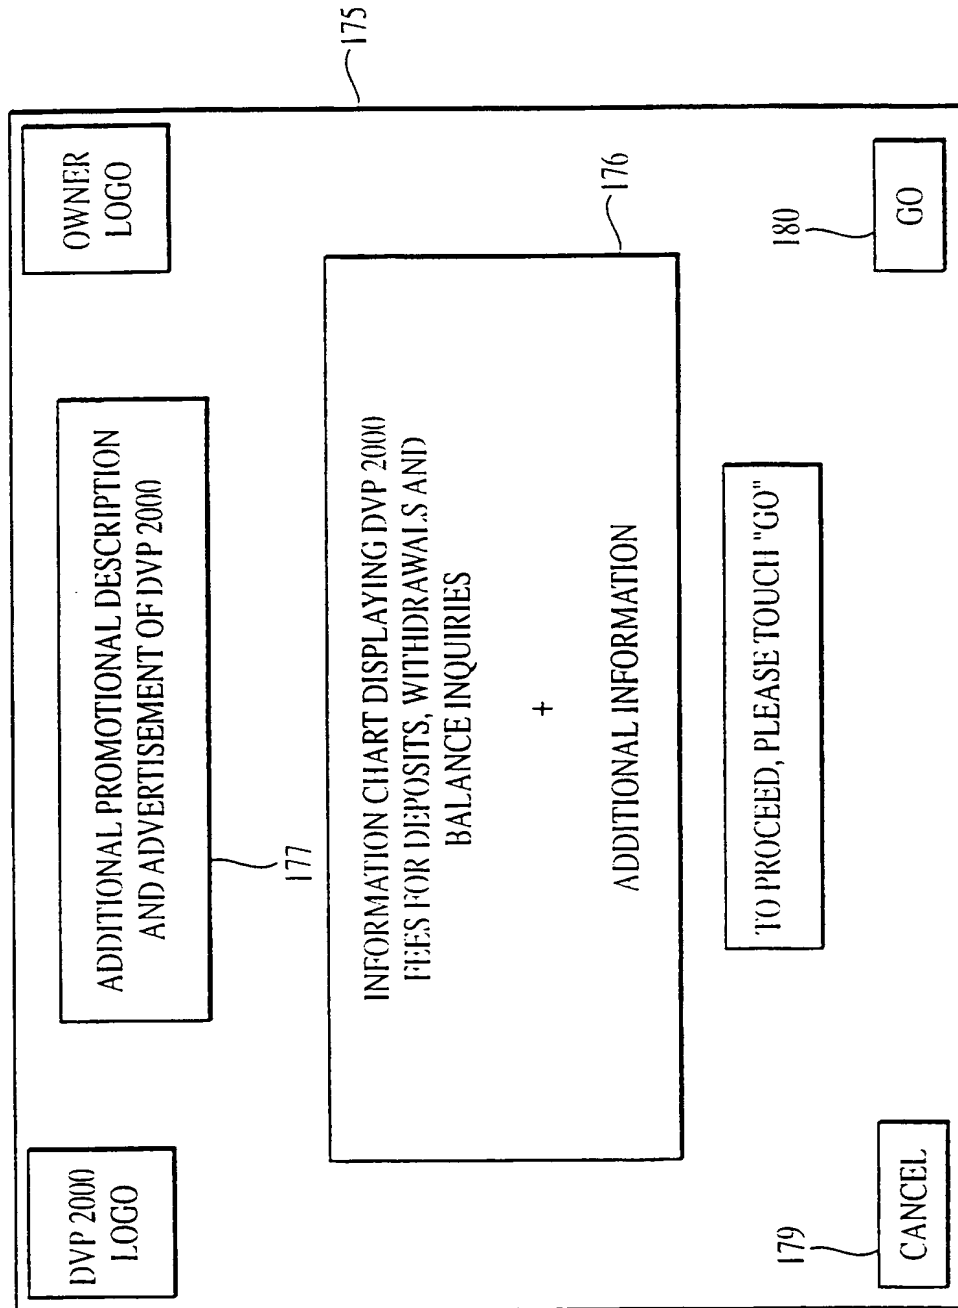 DVP 2000
LOGO
ADDITIONAL PROMOTIONAL DESCRIPTION
AND ADVERTISEMENT OF DVP 2000
177
OWNER
LOGO
175
INFORMATION CHART DISPLAYING DVP 2000
FEES FOR DEPOSITS, WITHDRAWALS AND
BALANCE INQUIRIES
+
ADDITIONAL INFORMATION
176
TO PROCEED, PLEASE TOUCH "GO"
179
CANCEL
180
GO